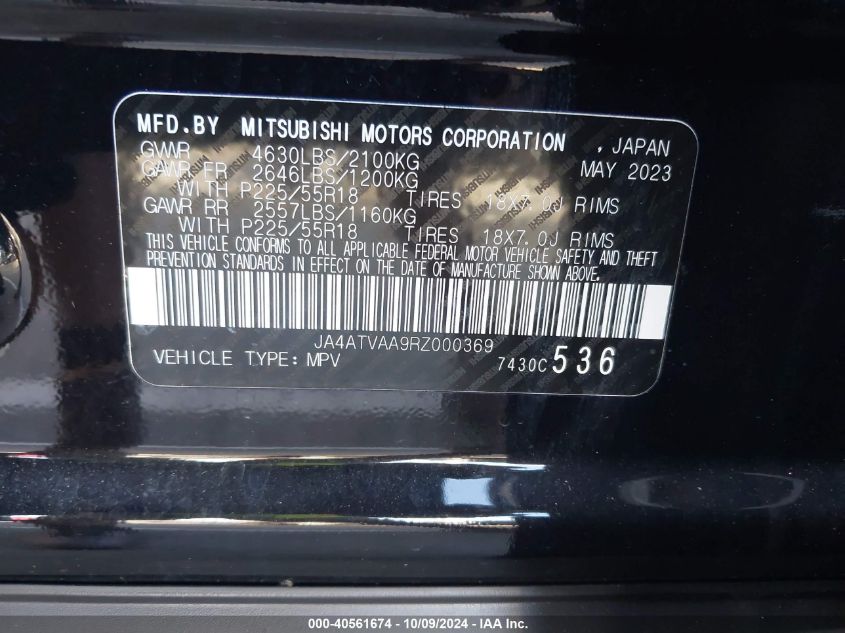 MFD.BY MITSUBISHI MOTORS CORPORATION , JAPAN
GVWR 4630LBS/2100KG MAY 2023
GAWR FR 2646LBS/1200KG
WITH P225/55R18 TIRES 18X7.0J RIMS
GAWR RR 2557LBS/1160KG
WITH P225/55R18 TIRES 18X7.0J RIMS
THIS VEHICLE CONFORMS TO ALL APPLICABLE FEDERAL MOTOR VEHICLE SAFETY AND THEFT
PREVENTION STANDARDS IN EFFECT ON THE DATE OF MANUFACTURE SHOWN ABOVE.
JA4ATVAA9RZ000369
VEHICLE TYPE: MPV 7430C 536
000-40561674 - 10/09/2024 - IAA Inc.